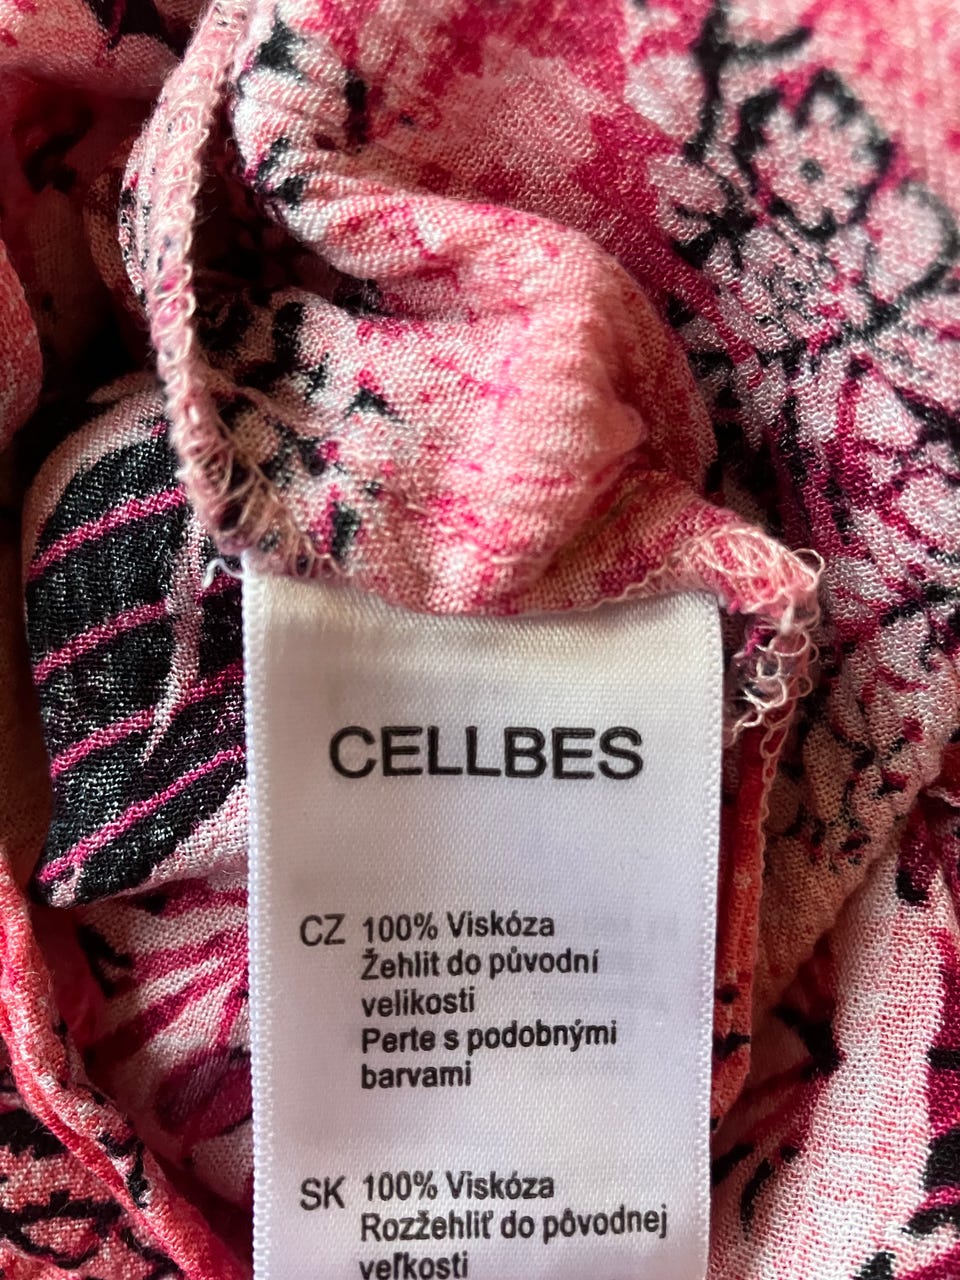 CELLBES
CZ 100% Viskóza
Žehlit do původní
velikosti
Perte s podobnými
barvami
SK 100% Viskóza
Rozžehliť do pôvodnej
veľkosti